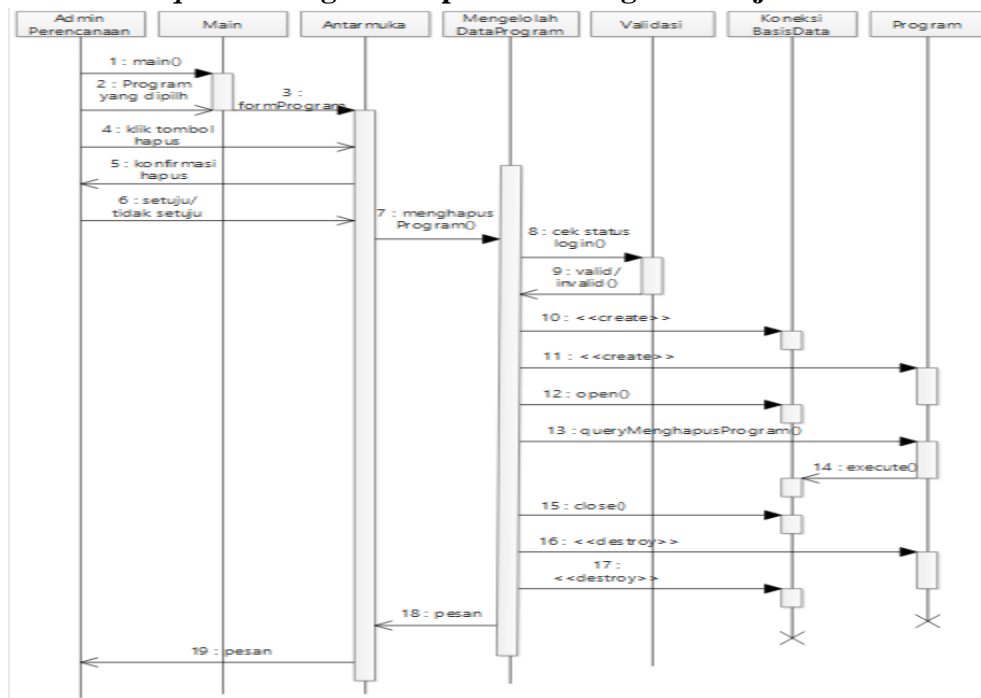 Admin
Perencanaan
Main
Antarmuka
Mengelolah
DataProgram
Validasi
Koneksi
BasisData
Program
1 : main()
2 : Program
yang dipilh
3 :
formProgram
4 : klik tombol
hapus
5 : konfirmasi
hapus
6 : setuju/
tidak setuju
7 : menghapus
Program()
8 : cek status
login()
9 : valid/
invalid()
10 : <<create>>
11 : <<create>>
12 : open()
13 : queryMenghapusProgram()
14 : execute()
15 : close()
16 : <<destroy>>
17 :
<<destroy>>
18 : pesan
19 : pesan